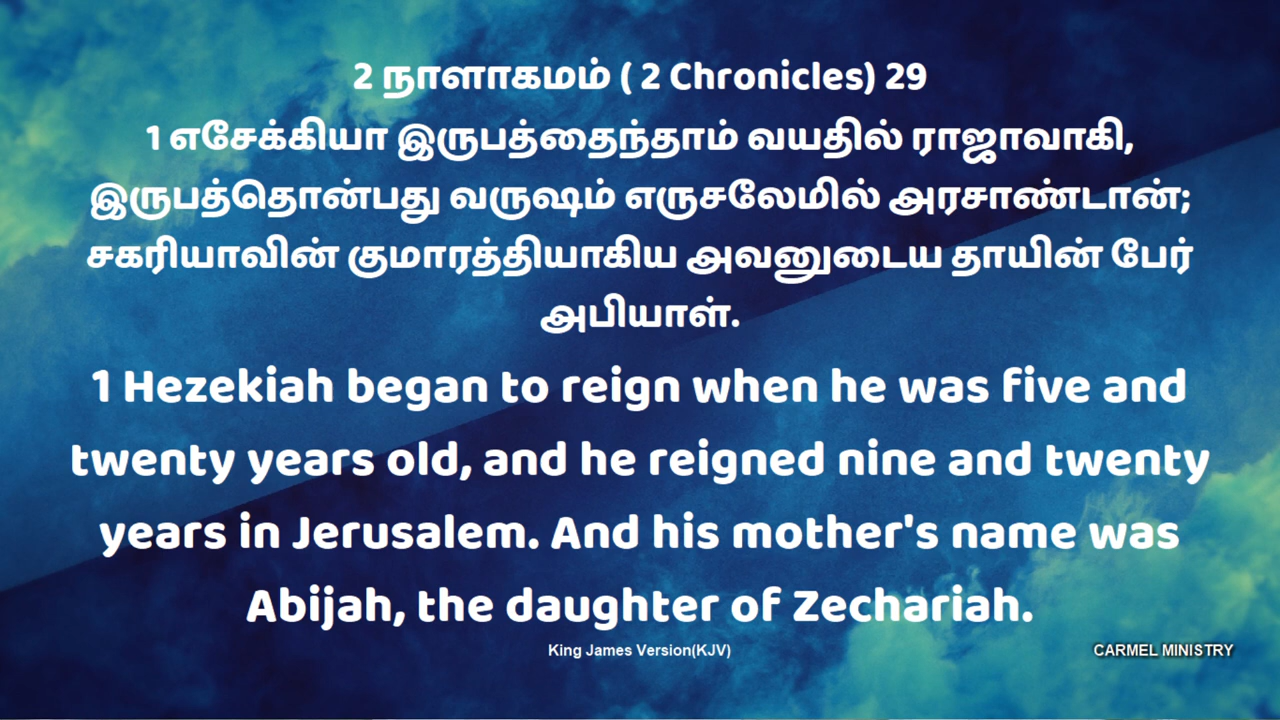 2 நாளாகமம் ( 2 Chronicles) 29
1 எசேக்கியா இருபத்தைந்தாம் வயதில் ராஜாவாகி,
இருபத்தொன்பது வருஷம் எருசலேமில் அரசாண்டான்;
சகரியாவின் குமாரத்தியாகிய அவனுடைய தாயின் பேர்
அபியாள்.
1 Hezekiah began to reign when he was five and
twenty years old, and he reigned nine and twenty
years in Jerusalem. And his mother's name was
Abijah, the daughter of Zechariah.
King James Version(KJV)
CARMEL MINISTRY